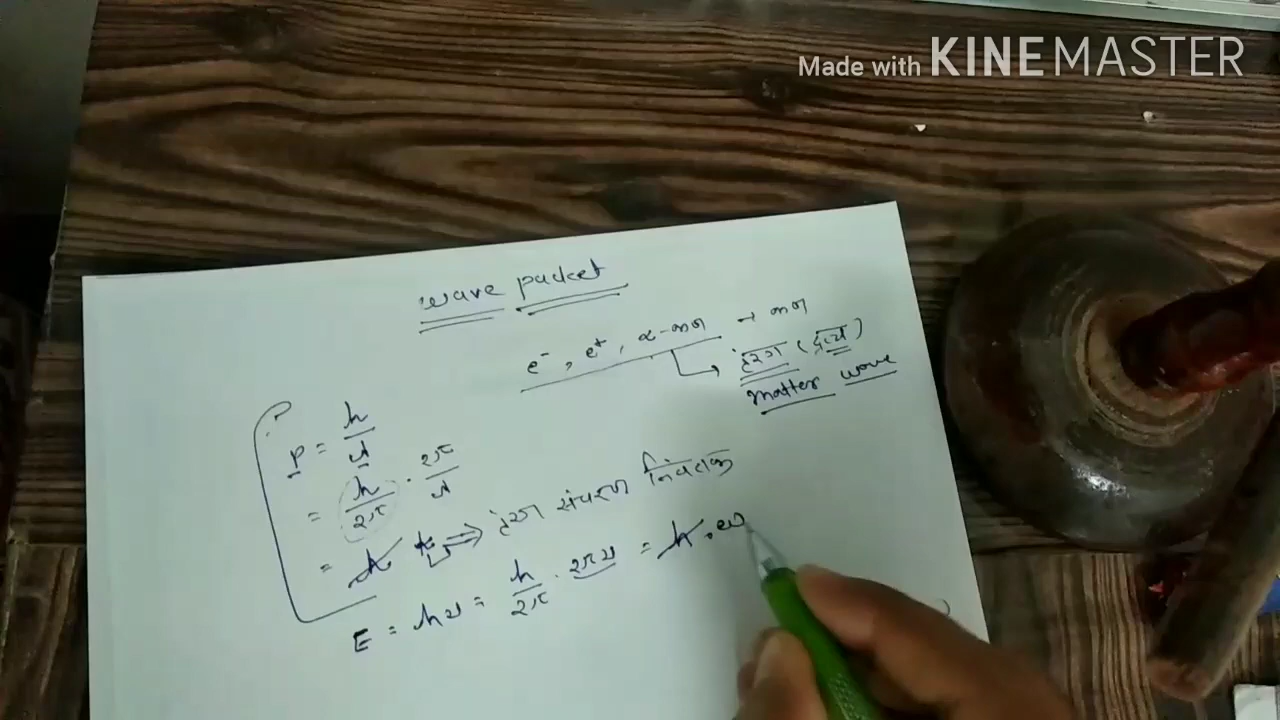 Made with KINEMASTER
wave packet
e⁻, e⁺, α-कण → कण
तरंग (द्रव्य)
matter wave
p = h/λ
= h/2π · 2π/λ
= ħ k ⇒ तरंग संचरण नियतांक
E = hν = h/2π · 2πν = ħ.ω